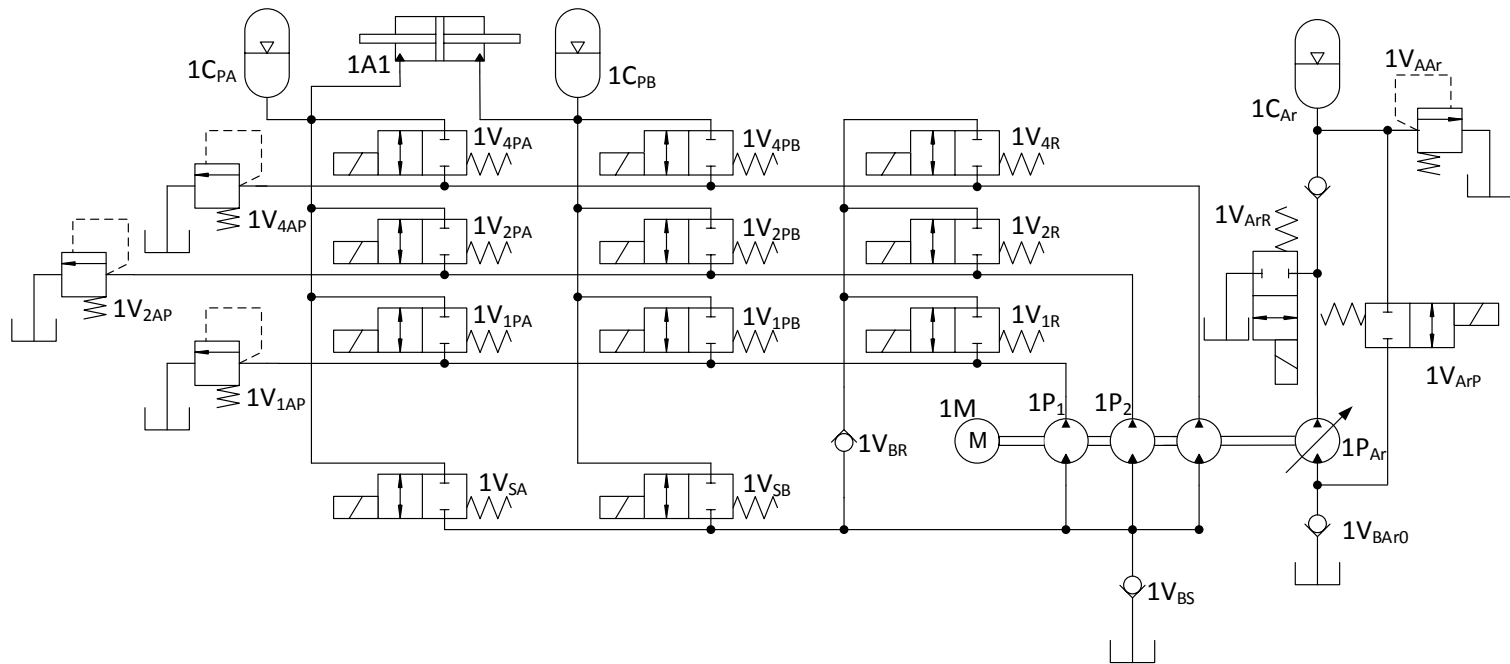 1C_PA
1A1
1C_PB
1C_Ar
1V_AAr
1V_4PA
1V_4PB
1V_4R
1V_4AP
1V_ArR
1V_2PA
1V_2PB
1V_2R
1V_2AP
1V_1PA
1V_1PB
1V_1R
1V_ArP
1V_1AP
1M
1P_1
1P_2
M
1V_BR
1P_Ar
1V_SA
1V_SB
1V_BAr0
1V_BS